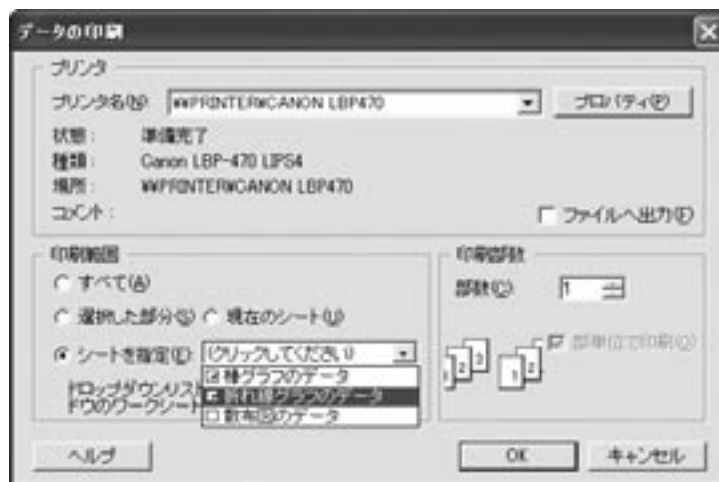 データの印刷
プリンタ
プリンタ名(N): ¥¥PRINTER¥CANON LBP470 プロパティ(P)
状態: 準備完了
種類: Canon LBP-470 LIPS4
場所: ¥¥PRINTER¥CANON LBP470
コメント:
ファイルへ出力(F)
印刷範囲
すべて(A)
選択した部分(S) 現在のシート(U)
シートを指定(E): (クリックしてください)
棒グラフのデータ
折れ線グラフのデータ
散布図のデータ
ドロップダウンリスト
ドウのワークシート
印刷部数
部数(C): 1
1 2 3 1 2
部単位で印刷(O)
ヘルプ OK キャンセル